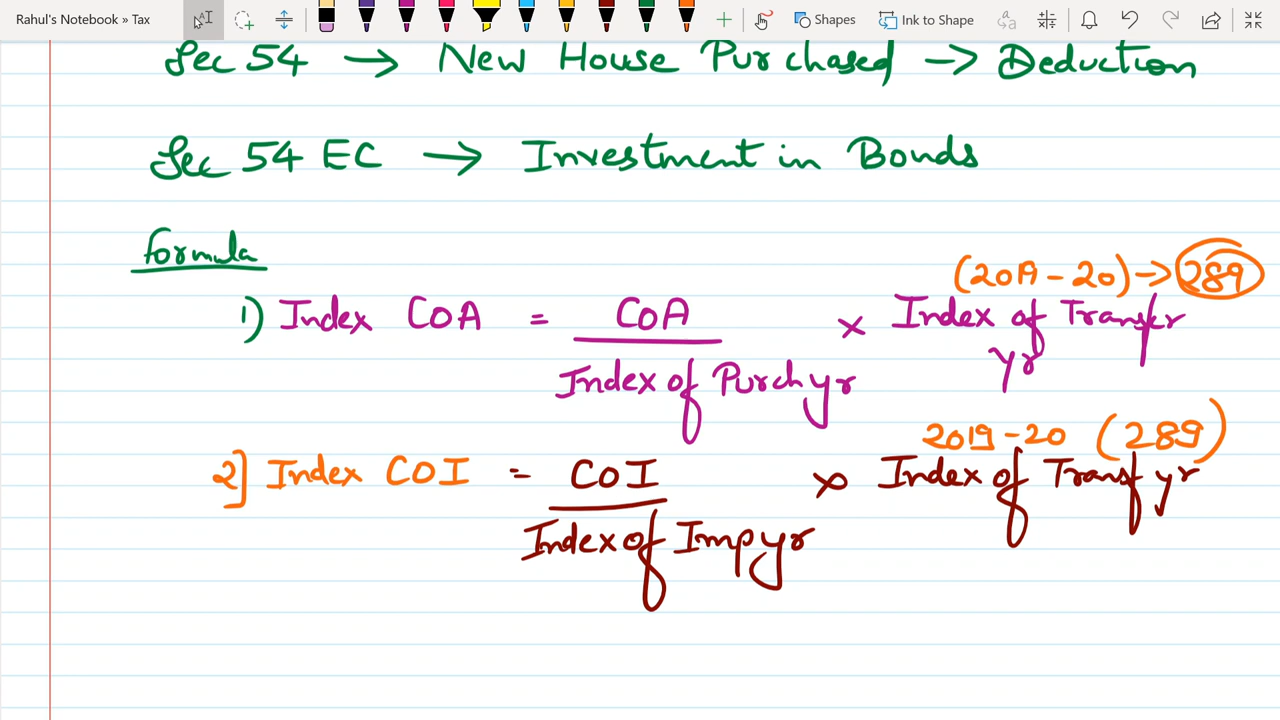 Rahul's Notebook » Tax
Shapes
Ink to Shape
Sec 54 → New House Purchased → Deduction
Sec 54 EC → Investment in Bonds
Formula
(2019-20) → 289
1) Index COA = COA × Index of Transfer yr
Index of Purch yr
2019-20 (289)
2] Index COI = COI × Index of Transf yr
Index of Imp yr